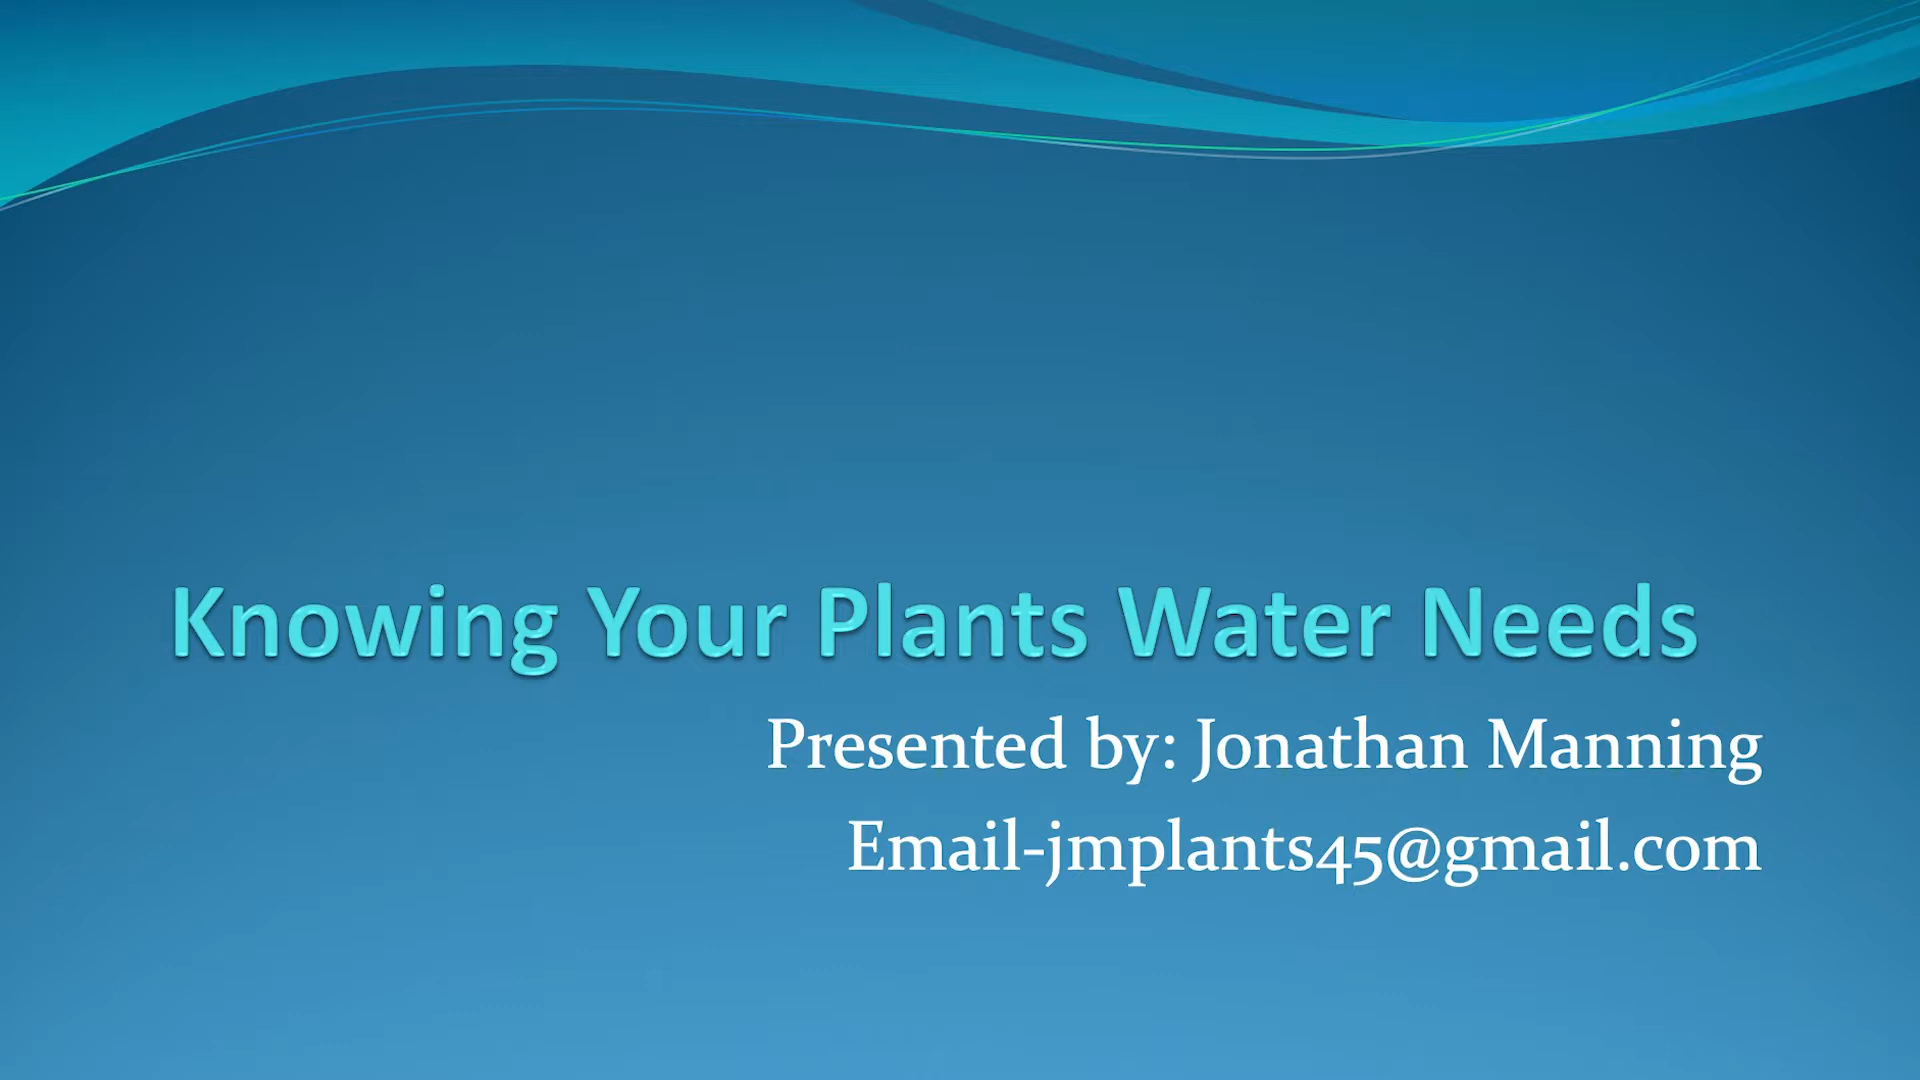 Knowing Your Plants Water Needs
Presented by: Jonathan Manning
Email-jmplants45@gmail.com